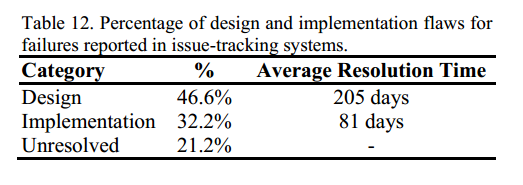 Table 12. Percentage of design and implementation flaws for
failures reported in issue-tracking systems.
Category % Average Resolution Time
Design 46.6% 205 days
Implementation 32.2% 81 days
Unresolved 21.2% -